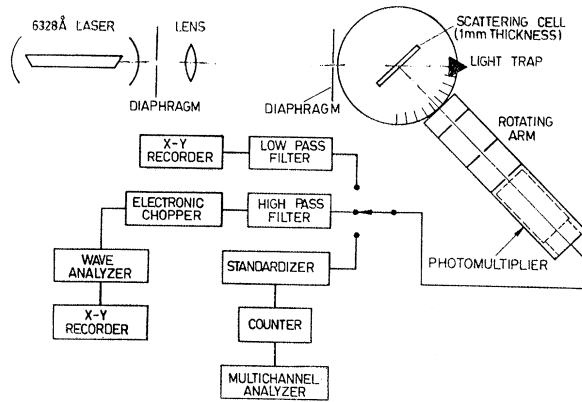 6328Å LASER
LENS
DIAPHRAGM
DIAPHRAGM
SCATTERING CELL
(1mm THICKNESS)
LIGHT TRAP
ROTATING
ARM
PHOTOMULTIPLIER
X-Y
RECORDER
LOW PASS
FILTER
ELECTRONIC
CHOPPER
HIGH PASS
FILTER
WAVE
ANALYZER
STANDARDIZER
X-Y
RECORDER
COUNTER
MULTICHANNEL
ANALYZER